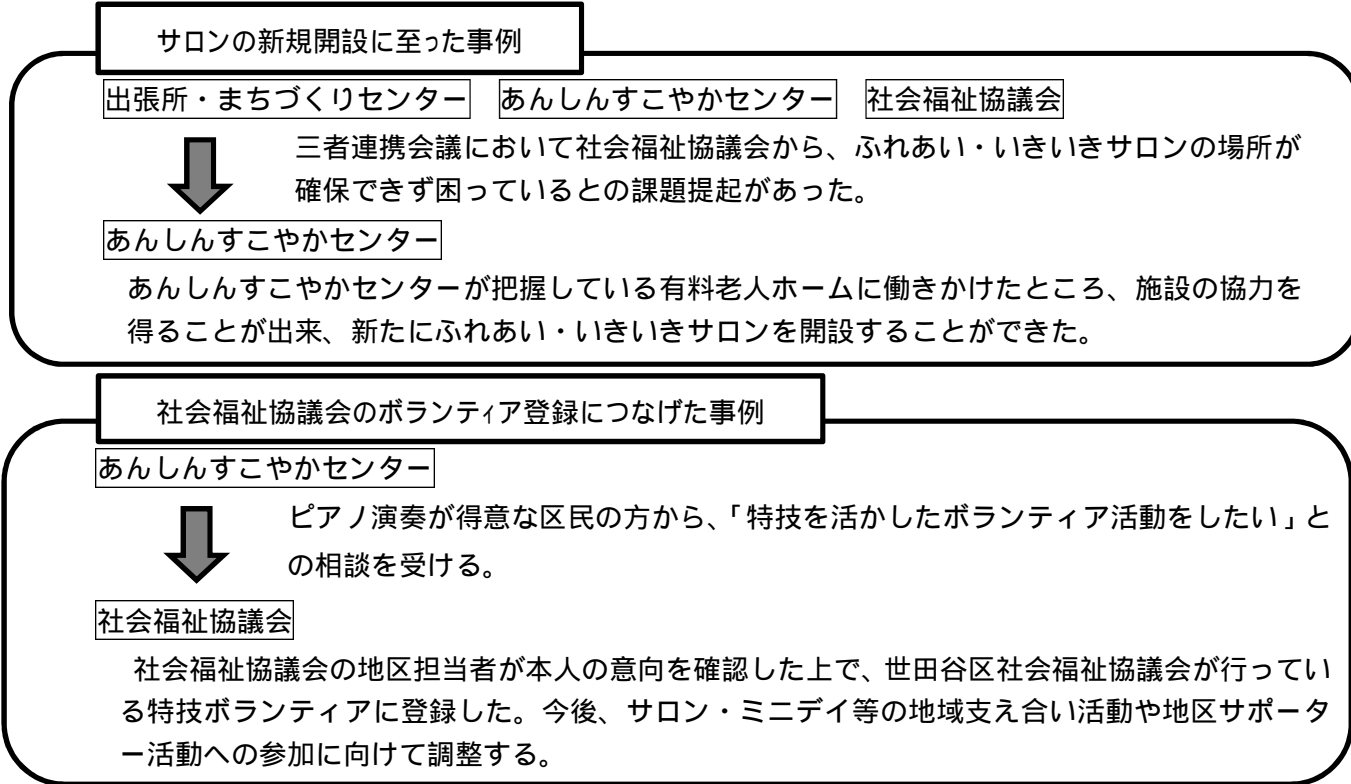 サロンの新規開設に至った事例
出張所・まちづくりセンター　あんしんすこやかセンター　社会福祉協議会
三者連携会議において社会福祉協議会から、ふれあい・いきいきサロンの場所が
確保できず困っているとの課題提起があった。
あんしんすこやかセンター
あんしんすこやかセンターが把握している有料老人ホームに働きかけたところ、施設の協力を
得ることが出来、新たにふれあい・いきいきサロンを開設することができた。
社会福祉協議会のボランティア登録につなげた事例
あんしんすこやかセンター
ピアノ演奏が得意な区民の方から、「特技を活かしたボランティア活動をしたい」と
の相談を受ける。
社会福祉協議会
社会福祉協議会の地区担当者が本人の意向を確認した上で、世田谷区社会福祉協議会が行ってい
る特技ボランティアに登録した。今後、サロン・ミニデイ等の地域支え合い活動や地区サポータ
ー活動への参加に向けて調整する。